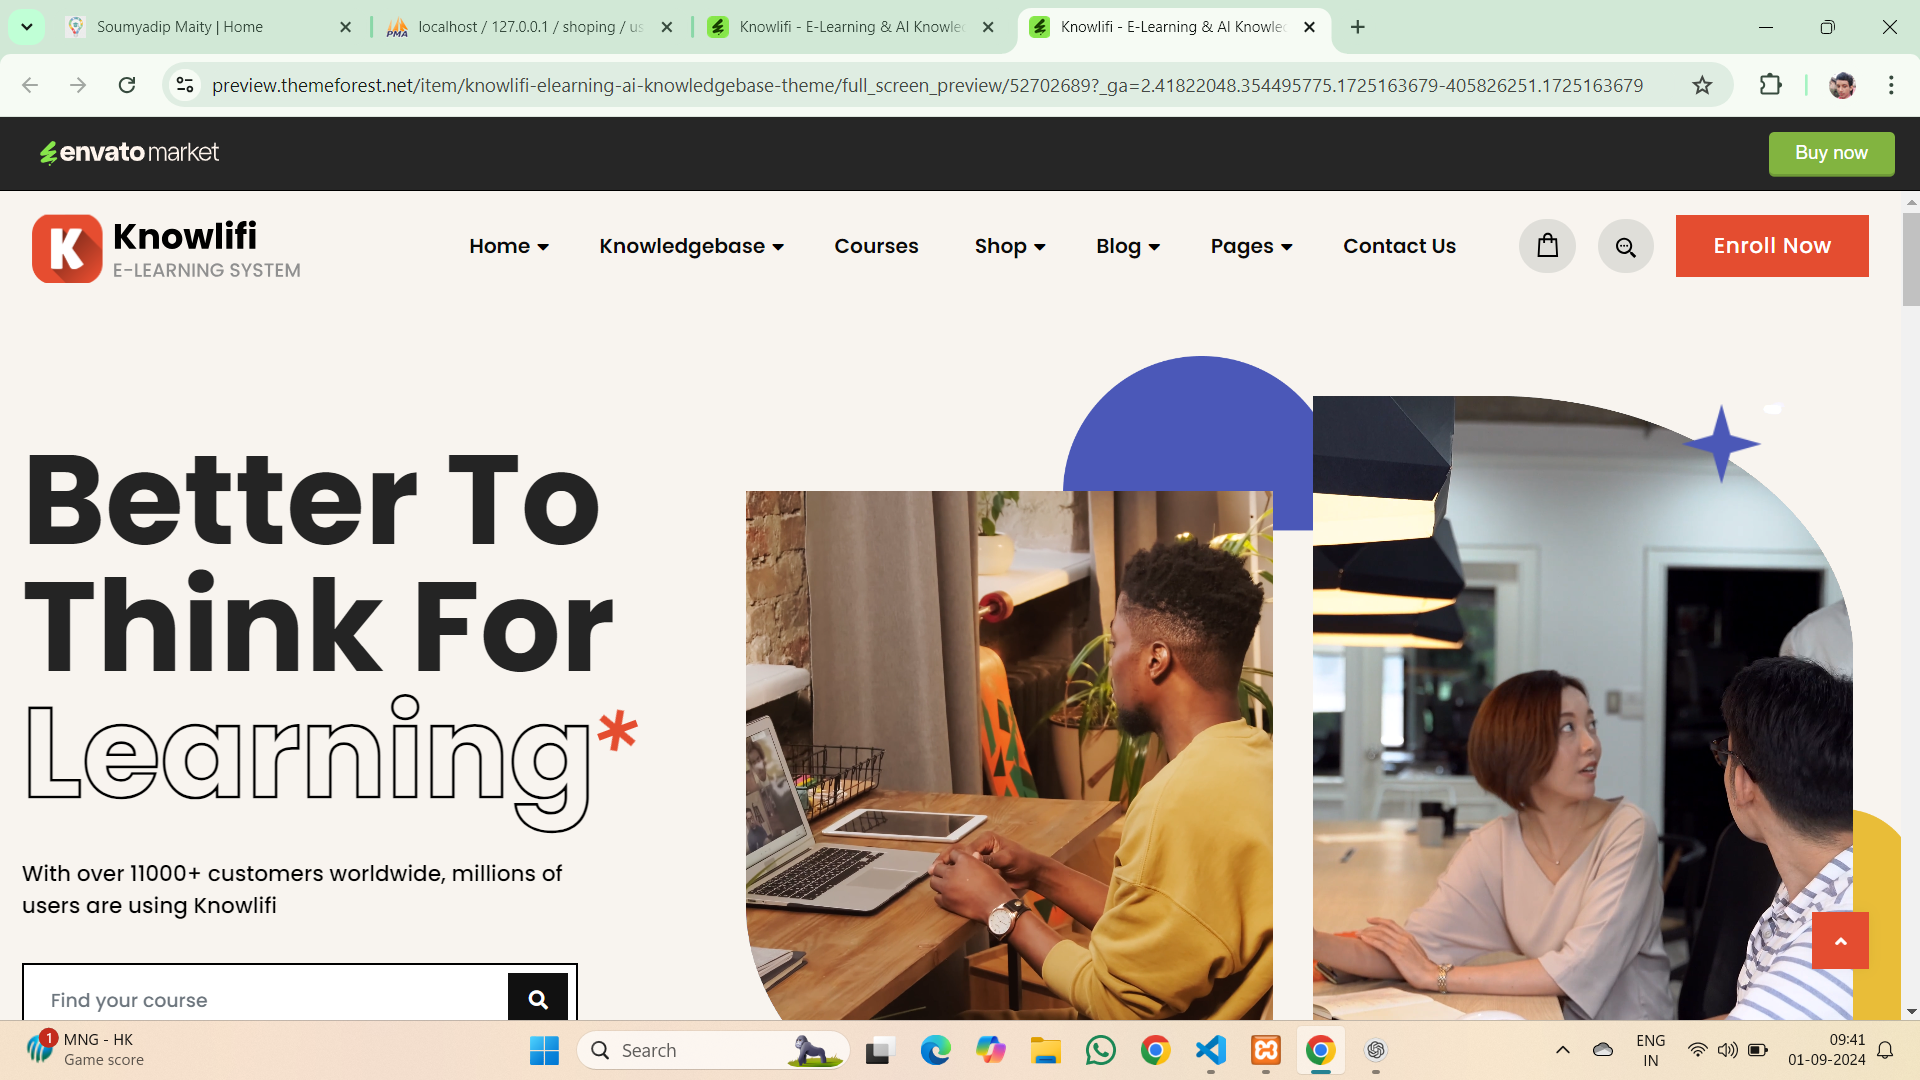 Soumyadip Maity | Home
localhost / 127.0.0.1 / shoping / us
Knowlifi - E-Learning & AI Knowled
Knowlifi - E-Learning & AI Knowled
preview.themeforest.net/item/knowlifi-elearning-ai-knowledgebase-theme/full_screen_preview/52702689?_ga=2.41822048.354495775.1725163679-405826251.1725163679
envato market
Buy now
K
Knowlifi
E-LEARNING SYSTEM
Home
Knowledgebase
Courses
Shop
Blog
Pages
Contact Us
Enroll Now
Better To
Think For
Learning*
With over 11000+ customers worldwide, millions of
users are using Knowlifi
Find your course
1
MNG - HK
Game score
Search
ENG
IN
09:41
01-09-2024